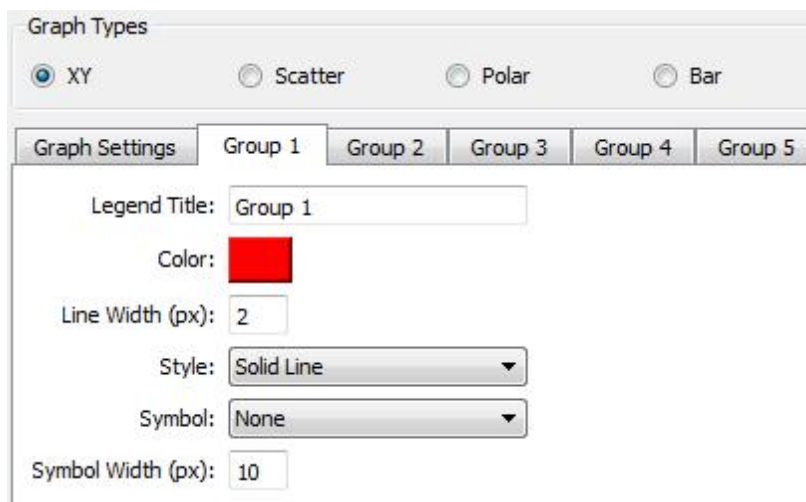 Graph Types
XY Scatter Polar Bar
Graph Settings Group 1 Group 2 Group 3 Group 4 Group 5
Legend Title: Group 1
Color:
Line Width (px): 2
Style: Solid Line
Symbol: None
Symbol Width (px): 10